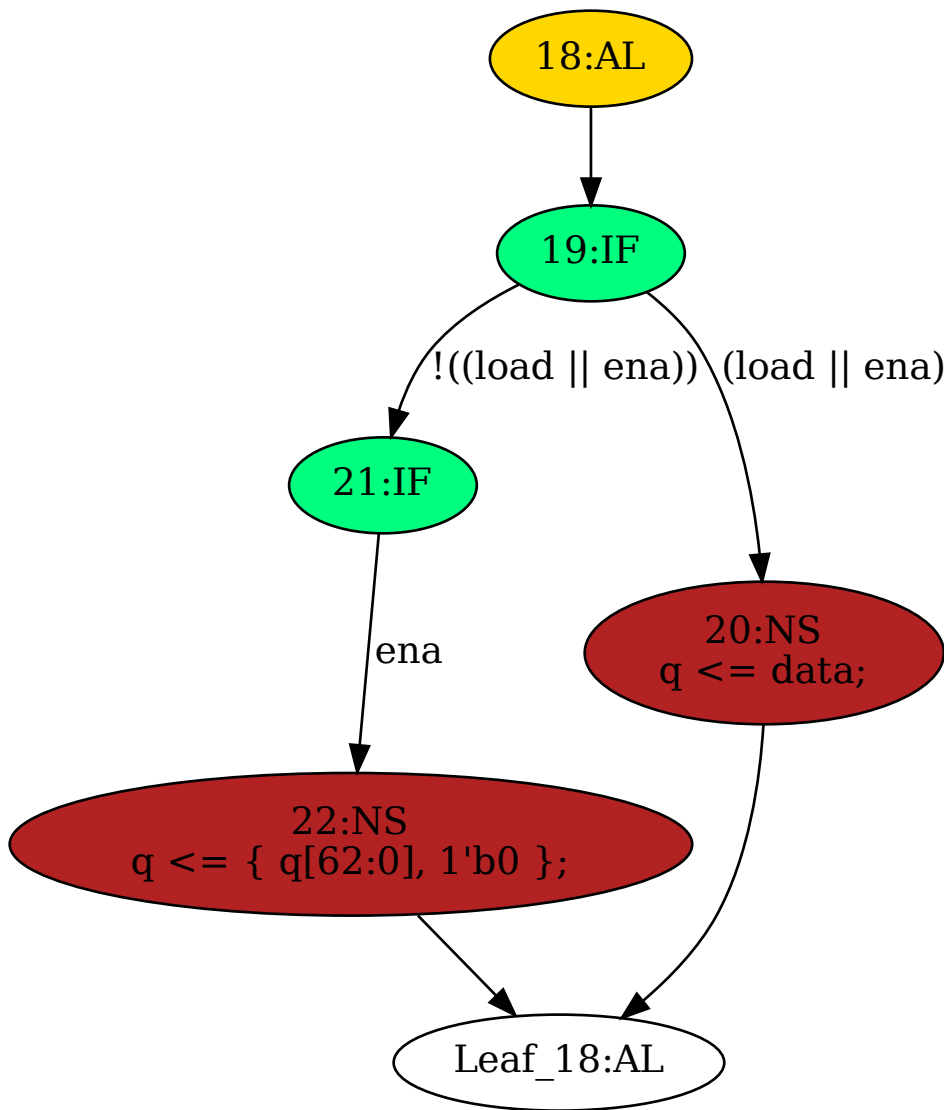 18:AL
19:IF
!((load || ena))
(load || ena)
21:IF
20:NS
q <= data;
ena
22:NS
q <= { q[62:0], 1'b0 };
Leaf_18:AL